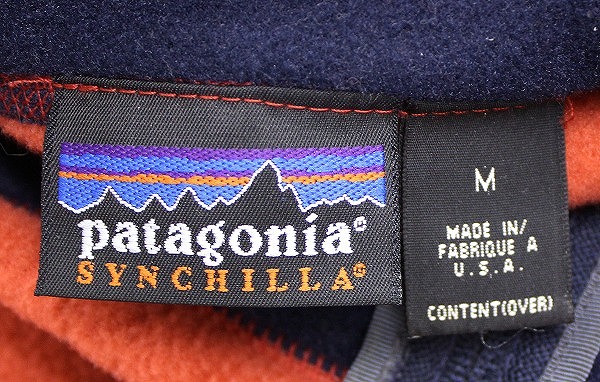 patagonia®
SYNCHILLA®
M
MADE IN/
FABRIQUE A
U.S.A.
CONTENT(OVER)